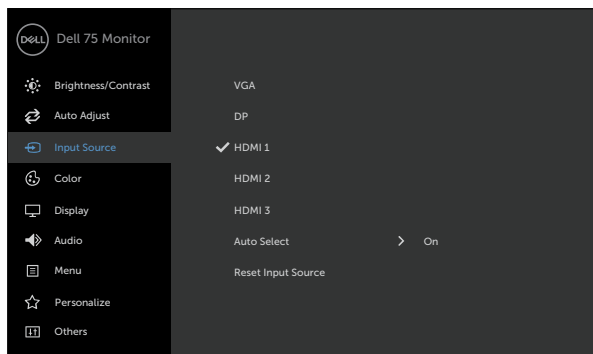 DELL Dell 75 Monitor
Brightness/Contrast VGA
Auto Adjust DP
Input Source HDMI 1
Color HDMI 2
Display HDMI 3
Audio Auto Select On
Menu Reset Input Source
Personalize
Others